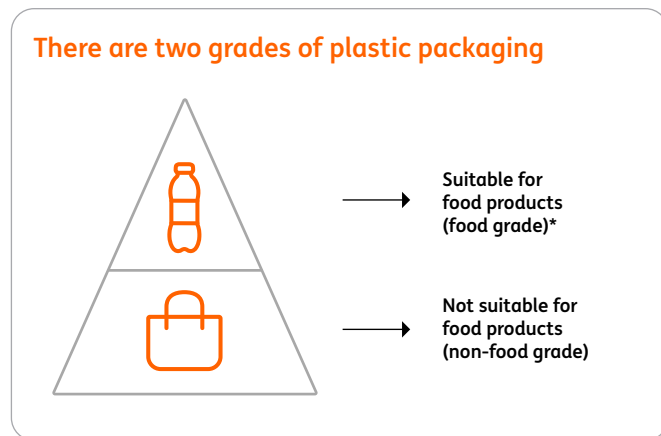 There are two grades of plastic packaging
Suitable for
food products
(food grade)*
Not suitable for
food products
(non-food grade)